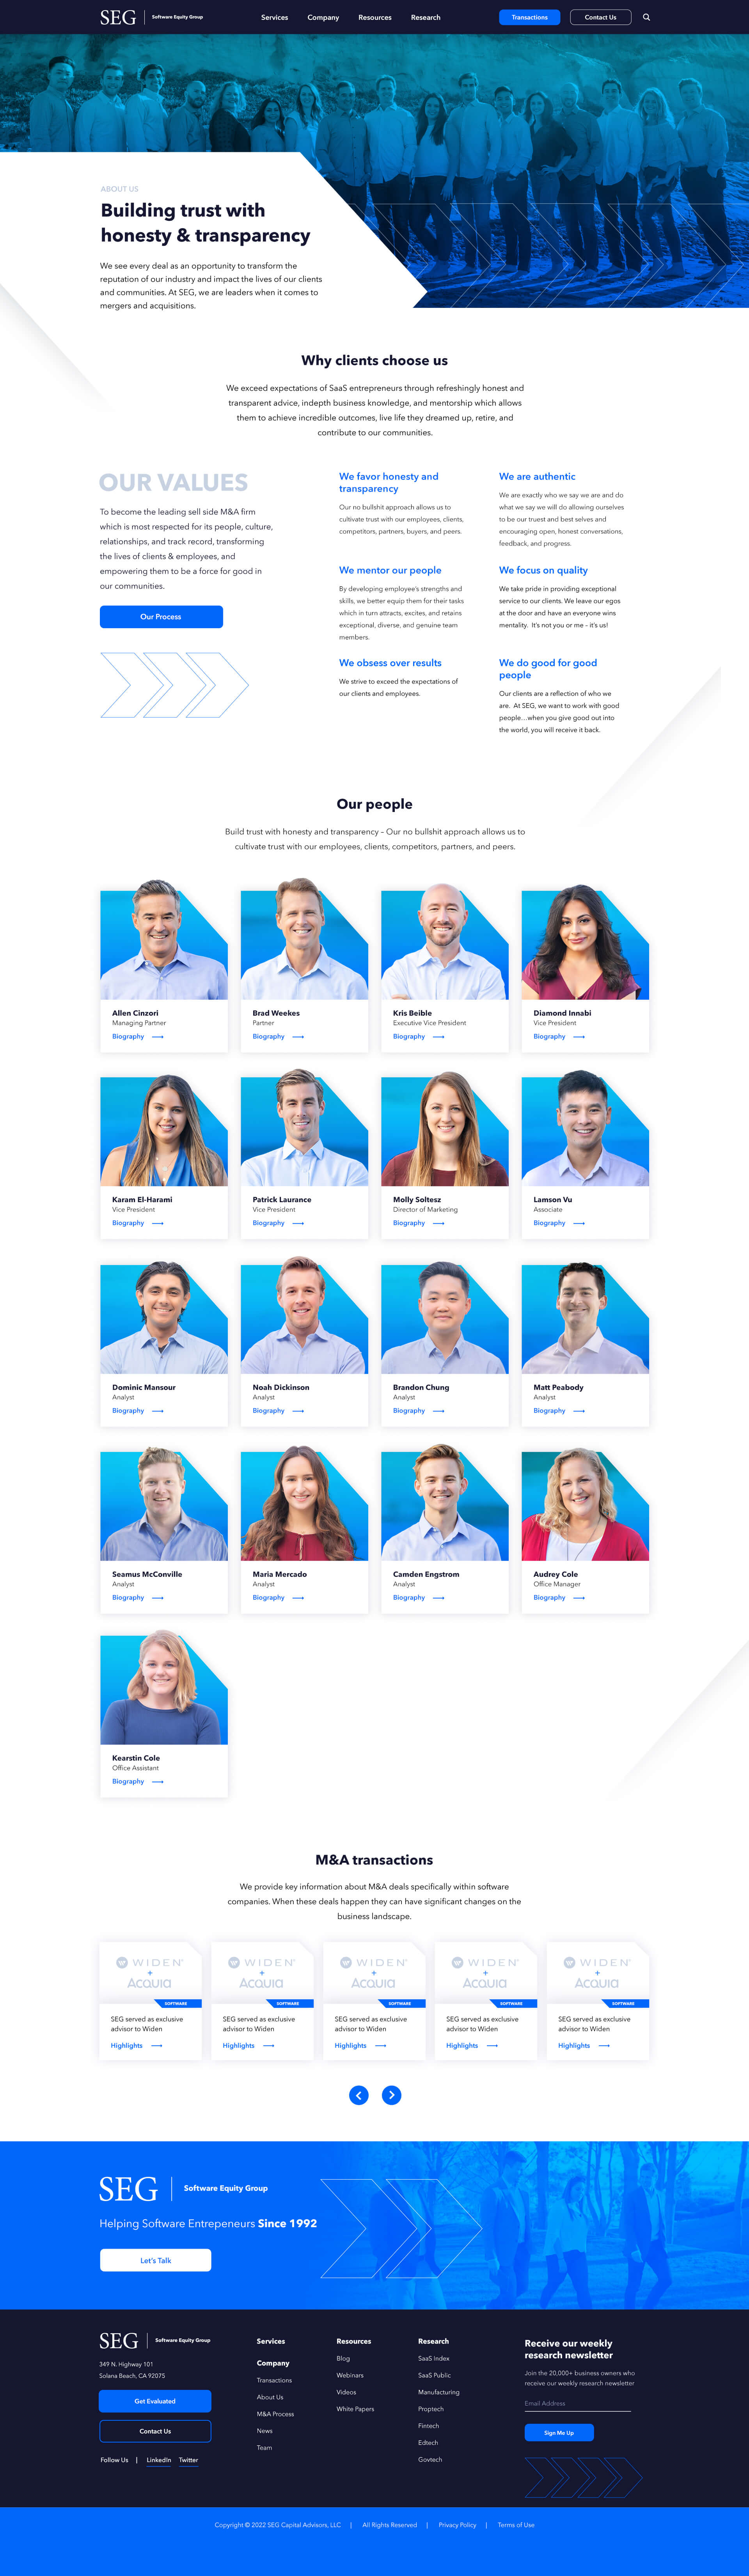 SEG
Software Equity Group
Services
Company
Resources
Research
Transactions
Contact Us
ABOUT US
Building trust with
honesty & transparency
We see every deal as an opportunity to transform the
reputation of our industry and impact the lives of our clients
and communities. At SEG, we are leaders when it comes to
mergers and acquisitions.
Why clients choose us
We exceed expectations of SaaS entrepreneurs through refreshingly honest and
transparent advice, indepth business knowledge, and mentorship which allows
them to achieve incredible outcomes, live life they dreamed up, retire, and
contribute to our communities.
OUR VALUES
To become the leading sell side M&A firm
which is most respected for its people, culture,
relationships, and track record, transforming
the lives of clients & employees, and
empowering them to be a force for good in
our communities.
Our Process
We favor honesty and
transparency
Our no bullshit approach allows us to
cultivate trust with our employees, clients,
competitors, partners, buyers, and peers.
We are authentic
We are exactly who we say we are and do
what we say we will do allowing ourselves
to be our truest and best selves and
encouraging open, honest conversations,
feedback, and progress.
We mentor our people
By developing employee's strengths and
skills, we better equip them for their tasks
which in turn attracts, excites, and retains
exceptional, diverse, and genuine team
members.
We focus on quality
We take pride in providing exceptional
service to our clients. We leave our egos
at the door and have an everyone wins
mentality. It's not you or me – it's us!
We obsess over results
We strive to exceed the expectations of
our clients and employees.
We do good for good
people
Our clients are a reflection of who we
are. At SEG, we want to work with good
people…when you give good out into
the world, you will receive it back.
Our people
Build trust with honesty and transparency – Our no bullshit approach allows us to
cultivate trust with our employees, clients, competitors, partners, and peers.
Allen Cinzori
Managing Partner
Biography
Brad Weekes
Partner
Biography
Kris Beible
Executive Vice President
Biography
Diamond Innabi
Vice President
Biography
Karam El-Harami
Vice President
Biography
Patrick Laurance
Vice President
Biography
Molly Soltesz
Director of Marketing
Biography
Lamson Vu
Associate
Biography
Dominic Mansour
Analyst
Biography
Noah Dickinson
Analyst
Biography
Brandon Chung
Analyst
Biography
Matt Peabody
Analyst
Biography
Seamus McConville
Analyst
Biography
Maria Mercado
Analyst
Biography
Camden Engstrom
Analyst
Biography
Audrey Cole
Office Manager
Biography
Kearstin Cole
Office Assistant
Biography
M&A transactions
We provide key information about M&A deals specifically within software
companies. When these deals happen they can have significant changes on the
business landscape.
WIDEN
+
Acquia
SOFTWARE
SEG served as exclusive
advisor to Widen
Highlights
WIDEN
+
Acquia
SOFTWARE
SEG served as exclusive
advisor to Widen
Highlights
WIDEN
+
Acquia
SOFTWARE
SEG served as exclusive
advisor to Widen
Highlights
WIDEN
+
Acquia
SOFTWARE
SEG served as exclusive
advisor to Widen
Highlights
WIDEN
+
Acquia
SOFTWARE
SEG served as exclusive
advisor to Widen
Highlights
SEG
Software Equity Group
Helping Software Entrepeneurs Since 1992
Let's Talk
SEG
Software Equity Group
349 N. Highway 101
Solana Beach, CA 92075
Get Evaluated
Contact Us
Follow Us | LinkedIn Twitter
Services
Company
Transactions
About Us
M&A Process
News
Team
Resources
Blog
Webinars
Videos
White Papers
Research
SaaS Index
SaaS Public
Manufacturing
Proptech
Fintech
Edtech
Govtech
Receive our weekly
research newsletter
Join the 20,000+ business owners who
receive our weekly research newsletter
Email Address
Sign Me Up
Copyright © 2022 SEG Capital Advisors, LLC | All Rights Reserved | Privacy Policy | Terms of Use